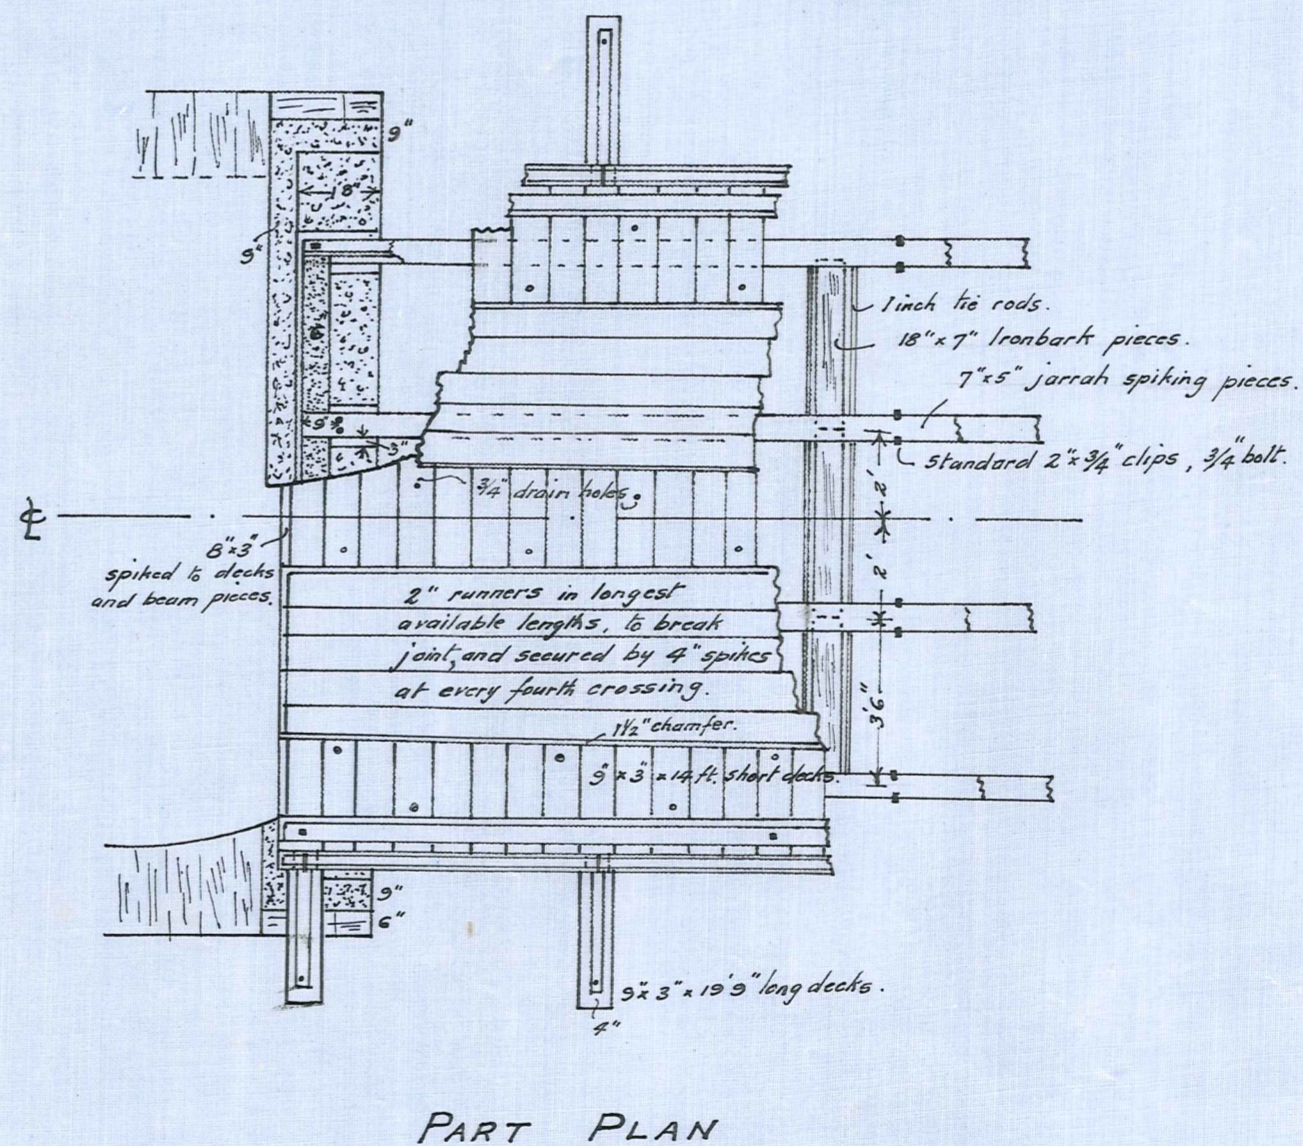 9"
18"
9"
1 inch tie rods.
18" x 7" Ironbark pieces.
7" x 5" jarrah spiking pieces.
9"
3"
standard 2" x 3/4" clips, 3/4" bolt.
3/4" drain holes
2'
℄
8" x 3"
spiked to decks
and beam pieces.
2'
2" runners in longest
available lengths, to break
joint, and secured by 4" spikes
at every fourth crossing.
3'6"
1 1/2" chamfer.
9" x 3" x 14 ft. short decks.
9"
6"
9" x 3" x 19'9" long decks.
4"
PART PLAN